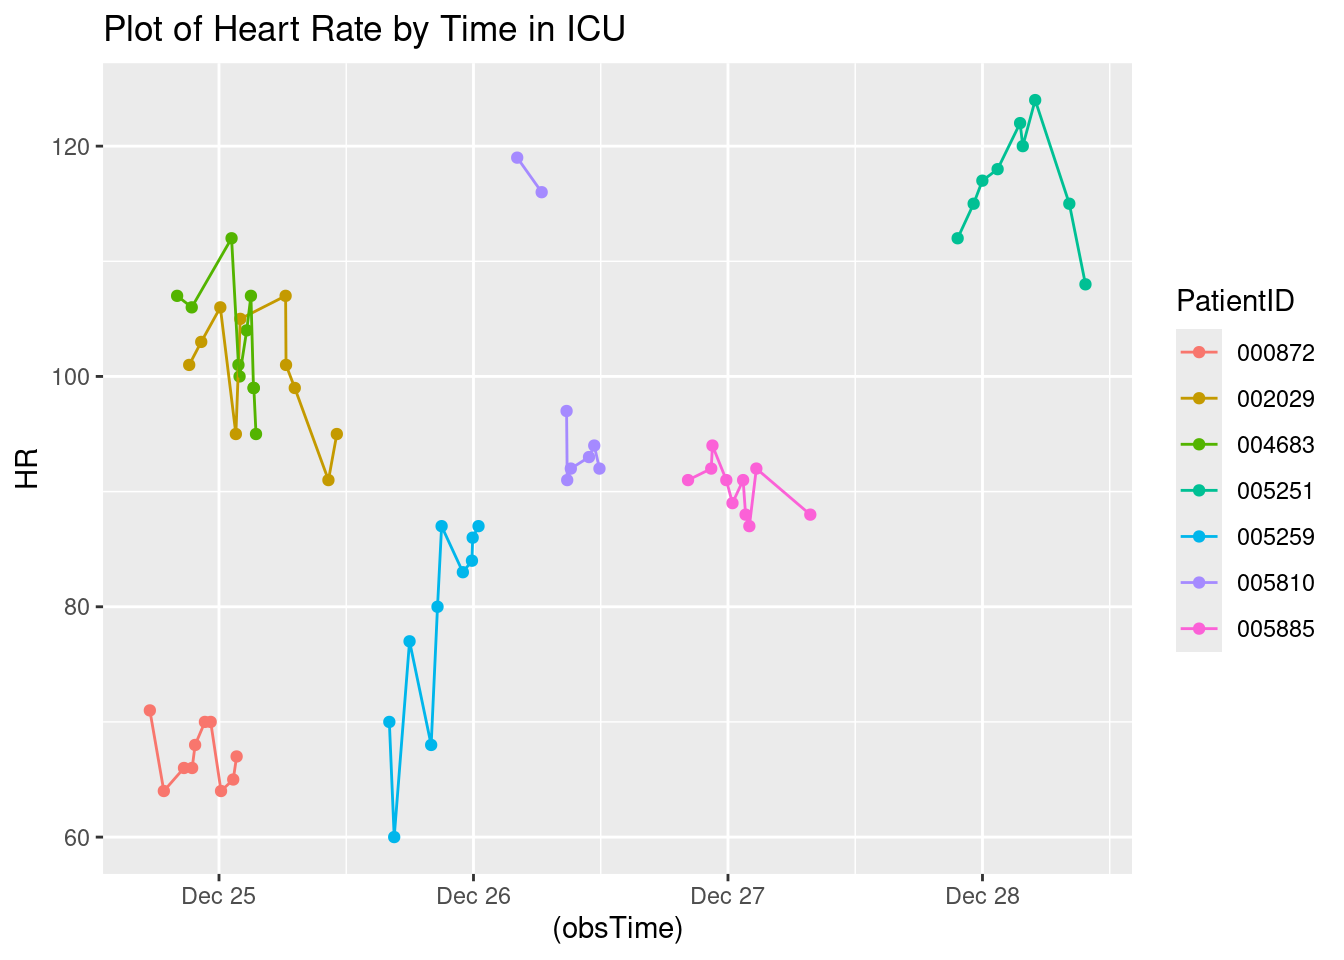 Plot of Heart Rate by Time in ICU
HR
120
100
80
60
Dec 25
Dec 26
Dec 27
Dec 28
(obsTime)
PatientID
000872
002029
004683
005251
005259
005810
005885